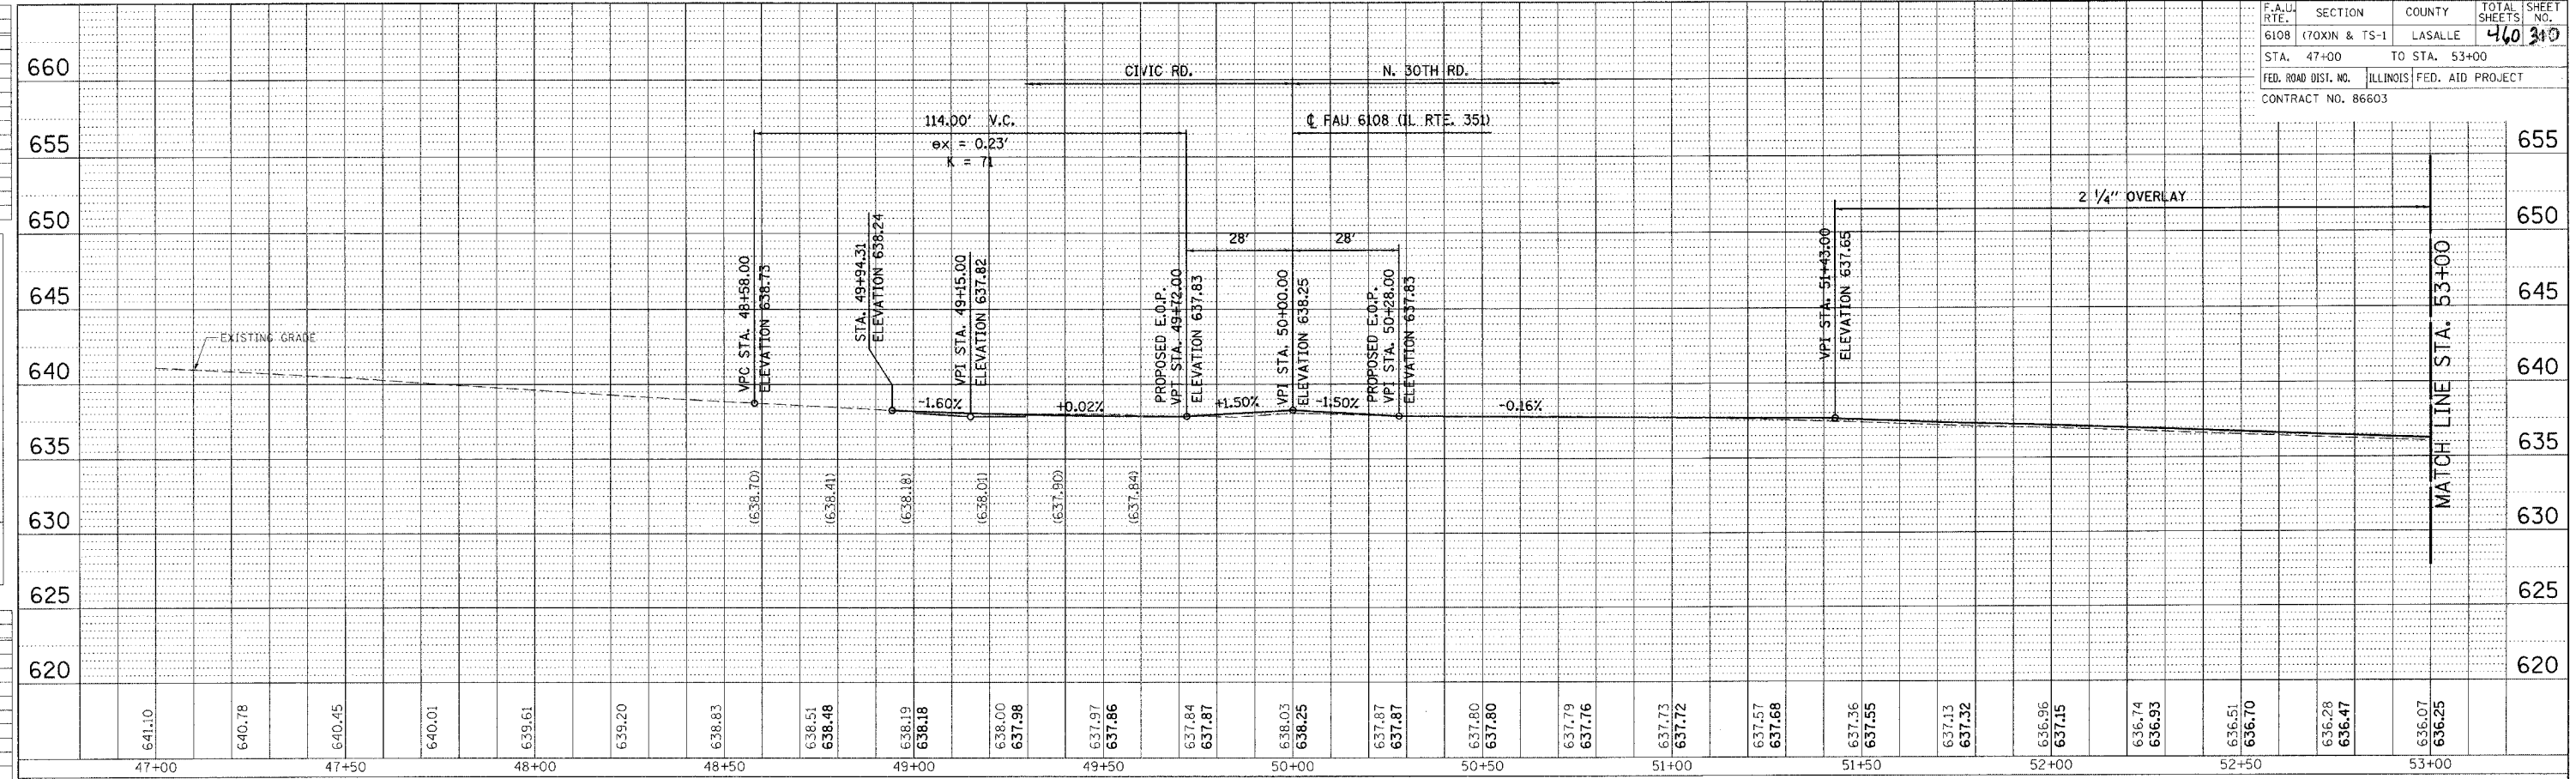 F.A.U. RTE. SECTION COUNTY TOTAL SHEETS SHEET NO.
6108 (70X)N & TS-1 LASALLE 460 310
STA. 47+00 TO STA. 53+00
FED. ROAD DIST. NO. ILLINOIS FED. AID PROJECT
CONTRACT NO. 86603
660
655
650
645
640
635
630
625
620
655
650
645
640
635
630
625
620
CIVIC RD.
N. 30TH RD.
114.00' V.C.
ex = 0.23'
K = 71
℄ FAU 6108 (IL RTE. 351)
2 1/4" OVERLAY
28'
28'
EXISTING GRADE
VPC STA. 48+58.00
ELEVATION 638.73
STA. 49+94.31
ELEVATION 638.24
VPI STA. 49+15.00
ELEVATION 637.82
PROPOSED E.O.P.
VPT STA. 49+72.00
ELEVATION 637.83
VPI STA. 50+00.00
ELEVATION 638.25
PROPOSED E.O.P.
VPI STA. 50+28.00
ELEVATION 637.83
VPI STA. 51+43.00
ELEVATION 637.65
MATCH LINE STA. 53+00
-1.60%
+0.02%
+1.50%
-1.50%
-0.16%
(638.70)
(638.41)
(638.18)
(638.01)
(637.90)
(637.84)
641.10
640.78
640.45
640.01
639.61
639.20
638.83
638.51
638.48
638.19
638.18
638.00
637.98
637.97
637.86
637.84
637.87
638.03
638.25
637.87
637.87
637.80
637.80
637.79
637.76
637.73
637.72
637.57
637.68
637.36
637.55
637.13
637.32
636.96
637.15
636.74
636.93
636.51
636.70
636.28
636.47
636.07
636.25
47+00
47+50
48+00
48+50
49+00
49+50
50+00
50+50
51+00
51+50
52+00
52+50
53+00